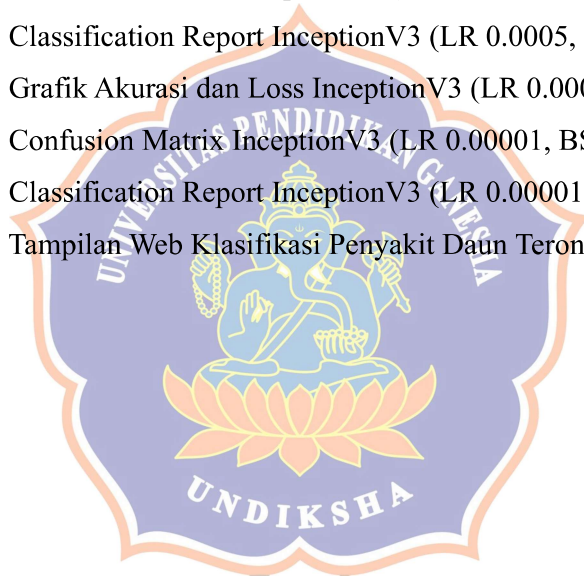 Classification Report InceptionV3 (LR 0.0005,
Grafik Akurasi dan Loss InceptionV3 (LR 0.000
Confusion Matrix InceptionV3 (LR 0.00001, BS
Classification Report InceptionV3 (LR 0.00001
Tampilan Web Klasifikasi Penyakit Daun Teron
UNIVERSITAS PENDIDIKAN GANESHA
UNDIKSHA